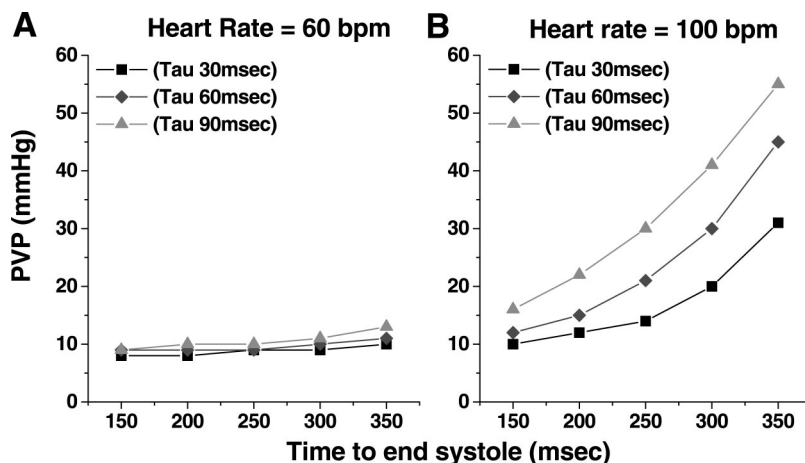 A
Heart Rate = 60 bpm
B
Heart rate = 100 bpm
PVP (mmHg)
60
50
40
30
20
10
0
(Tau 30msec)
(Tau 60msec)
(Tau 90msec)
150 200 250 300 350
60
50
40
30
20
10
0
(Tau 30msec)
(Tau 60msec)
(Tau 90msec)
150 200 250 300 350
Time to end systole (msec)